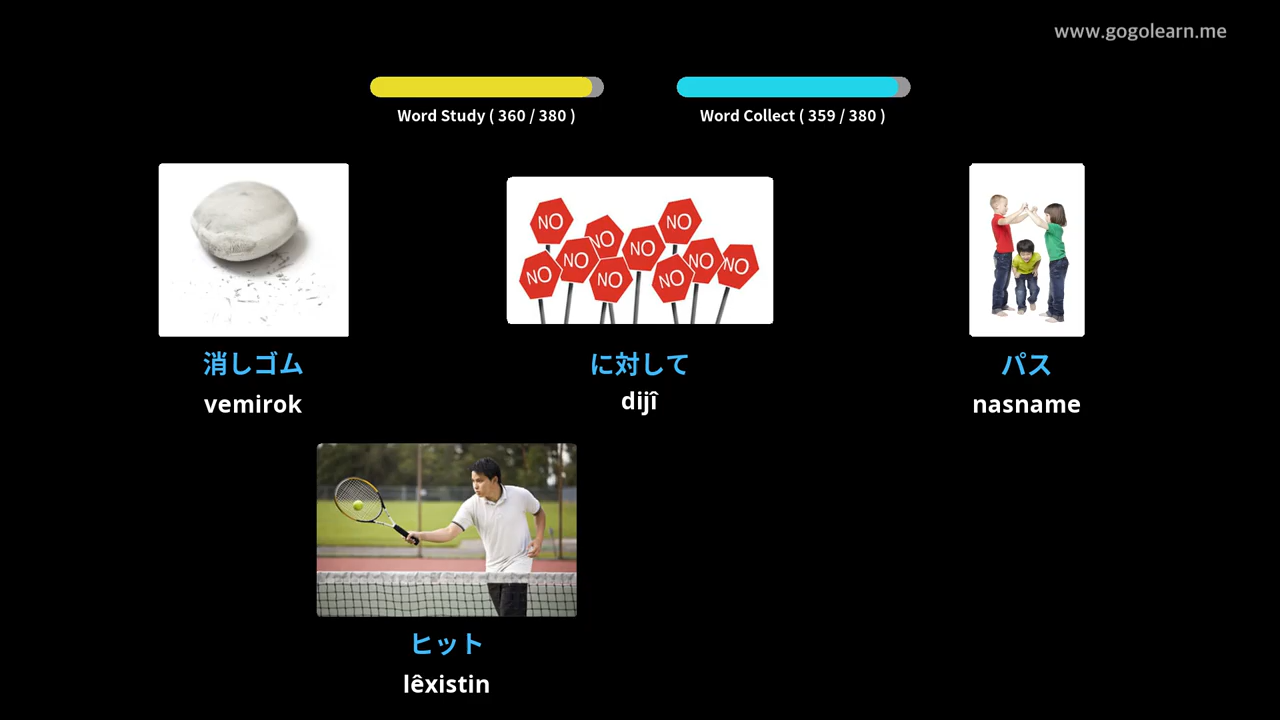 www.gogolearn.me
Word Study ( 360 / 380 )
Word Collect ( 359 / 380 )
NO
NO
NO
NO
NO
NO
NO
NO
NO
NO
消しゴム
に対して
パス
vemirok
dijî
nasname
ヒット
lêxistin